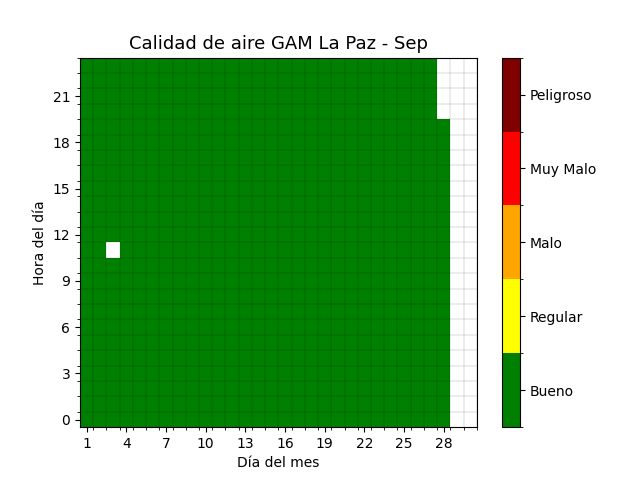 Calidad de aire GAM La Paz - Sep
Hora del día
21
18
15
12
9
6
3
0
1 4 7 10 13 16 19 22 25 28
Día del mes
Peligroso
Muy Malo
Malo
Regular
Bueno